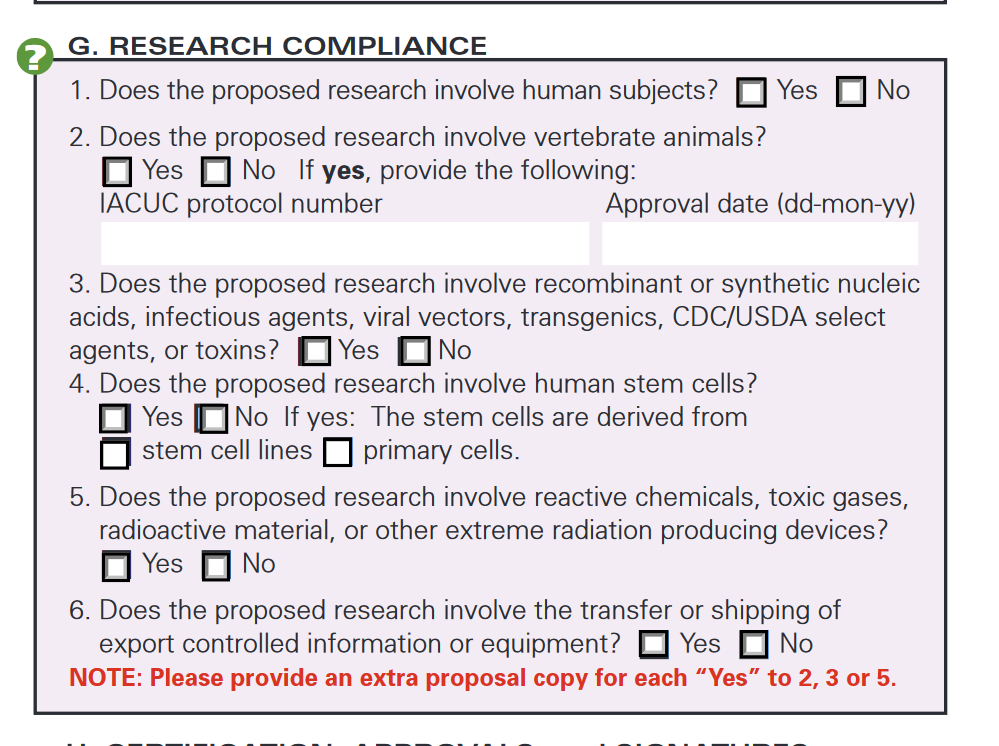 G. RESEARCH COMPLIANCE
?
1. Does the proposed research involve human subjects? Yes No
2. Does the proposed research involve vertebrate animals?
Yes No If yes, provide the following:
IACUC protocol number Approval date (dd-mon-yy)
3. Does the proposed research involve recombinant or synthetic nucleic
acids, infectious agents, viral vectors, transgenics, CDC/USDA select
agents, or toxins? Yes No
4. Does the proposed research involve human stem cells?
Yes No If yes: The stem cells are derived from
stem cell lines primary cells.
5. Does the proposed research involve reactive chemicals, toxic gases,
radioactive material, or other extreme radiation producing devices?
Yes No
6. Does the proposed research involve the transfer or shipping of
export controlled information or equipment? Yes No
NOTE: Please provide an extra proposal copy for each “Yes” to 2, 3 or 5.